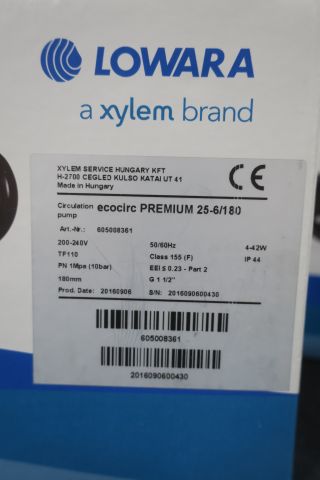 LOWARA
a xylem brand
XYLEM SERVICE HUNGARY KFT
H-2700 CEGLED KULSO KATAI UT 41
Made in Hungary
CE
Circulation pump ecocirc PREMIUM 25-6/180
Art.-Nr.: 605008361
200-240V 50/60Hz 4-42W
TF110 Class 155 (F) IP 44
PN 1Mpa (10bar) EEI ≤ 0.23 - Part 2
180mm G 1 1/2"
Prod. Date: 20160906 S/N: 2016090600430
605008361
2016090600430